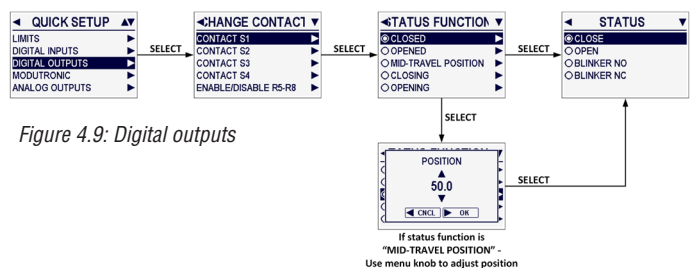 QUICK SETUP
LIMITS
DIGITAL INPUTS
DIGITAL OUTPUTS
MODUTRONIC
ANALOG OUTPUTS
SELECT
CHANGE CONTACT
CONTACT S1
CONTACT S2
CONTACT S3
CONTACT S4
ENABLE/DISABLE R5-R8
SELECT
STATUS FUNCTION
CLOSED
OPENED
MID-TRAVEL POSITION
CLOSING
OPENING
SELECT
STATUS
CLOSE
OPEN
BLINKER NO
BLINKER NC
SELECT
Figure 4.9: Digital outputs
STATUS FUNCTION
POSITION
50.0
CNCL OK
SELECT
If status function is
“MID-TRAVEL POSITION” -
Use menu knob to adjust position